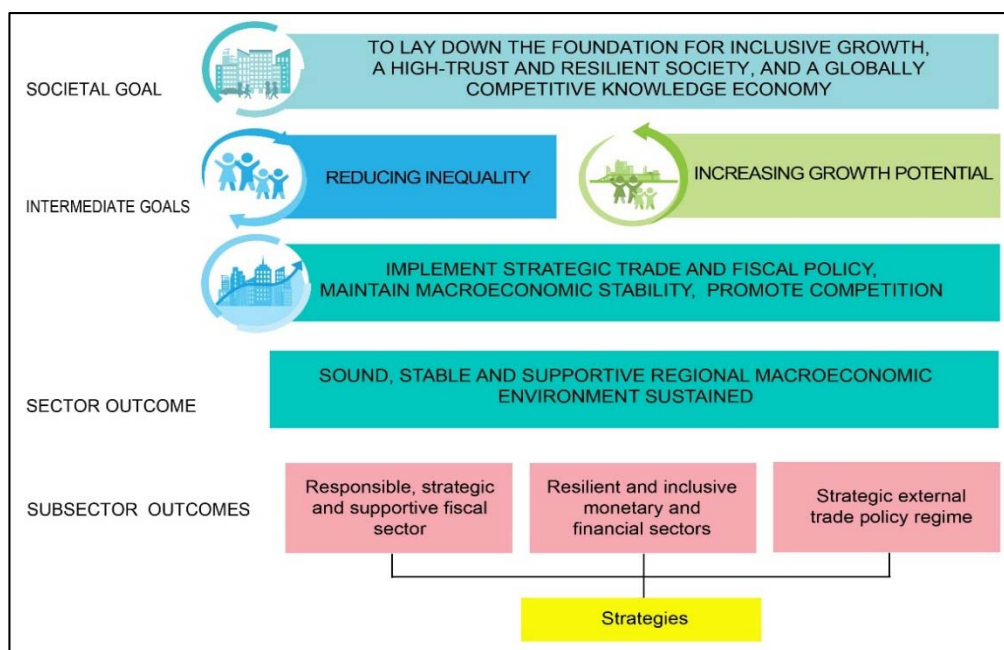 SOCIETAL GOAL
TO LAY DOWN THE FOUNDATION FOR INCLUSIVE GROWTH,
A HIGH-TRUST AND RESILIENT SOCIETY, AND A GLOBALLY
COMPETITIVE KNOWLEDGE ECONOMY
INTERMEDIATE GOALS
REDUCING INEQUALITY
INCREASING GROWTH POTENTIAL
IMPLEMENT STRATEGIC TRADE AND FISCAL POLICY,
MAINTAIN MACROECONOMIC STABILITY, PROMOTE COMPETITION
SECTOR OUTCOME
SOUND, STABLE AND SUPPORTIVE REGIONAL MACROECONOMIC
ENVIRONMENT SUSTAINED
SUBSECTOR OUTCOMES
Responsible, strategic
and supportive fiscal
sector
Resilient and inclusive
monetary and
financial sectors
Strategic external
trade policy regime
Strategies